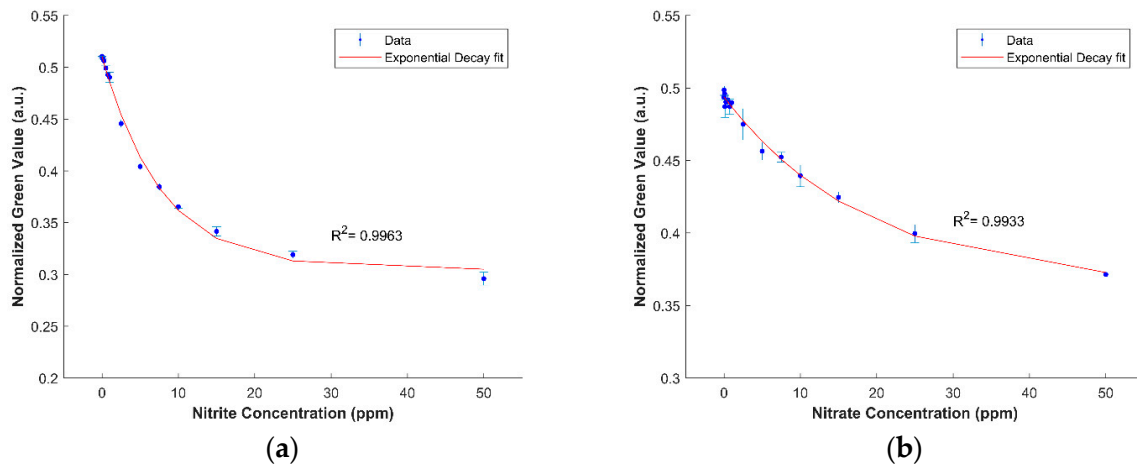 0.55
0.5
0.45
0.4
0.35
0.3
0.25
0.2
Normalized Green Value (a.u.)
Data
Exponential Decay fit
R2= 0.9963
0 10 20 30 40 50
Nitrite Concentration (ppm)
(a)
0.55
0.5
0.45
0.4
0.35
0.3
Normalized Green Value (a.u.)
Data
Exponential Decay fit
R2= 0.9933
0 10 20 30 40 50
Nitrate Concentration (ppm)
(b)